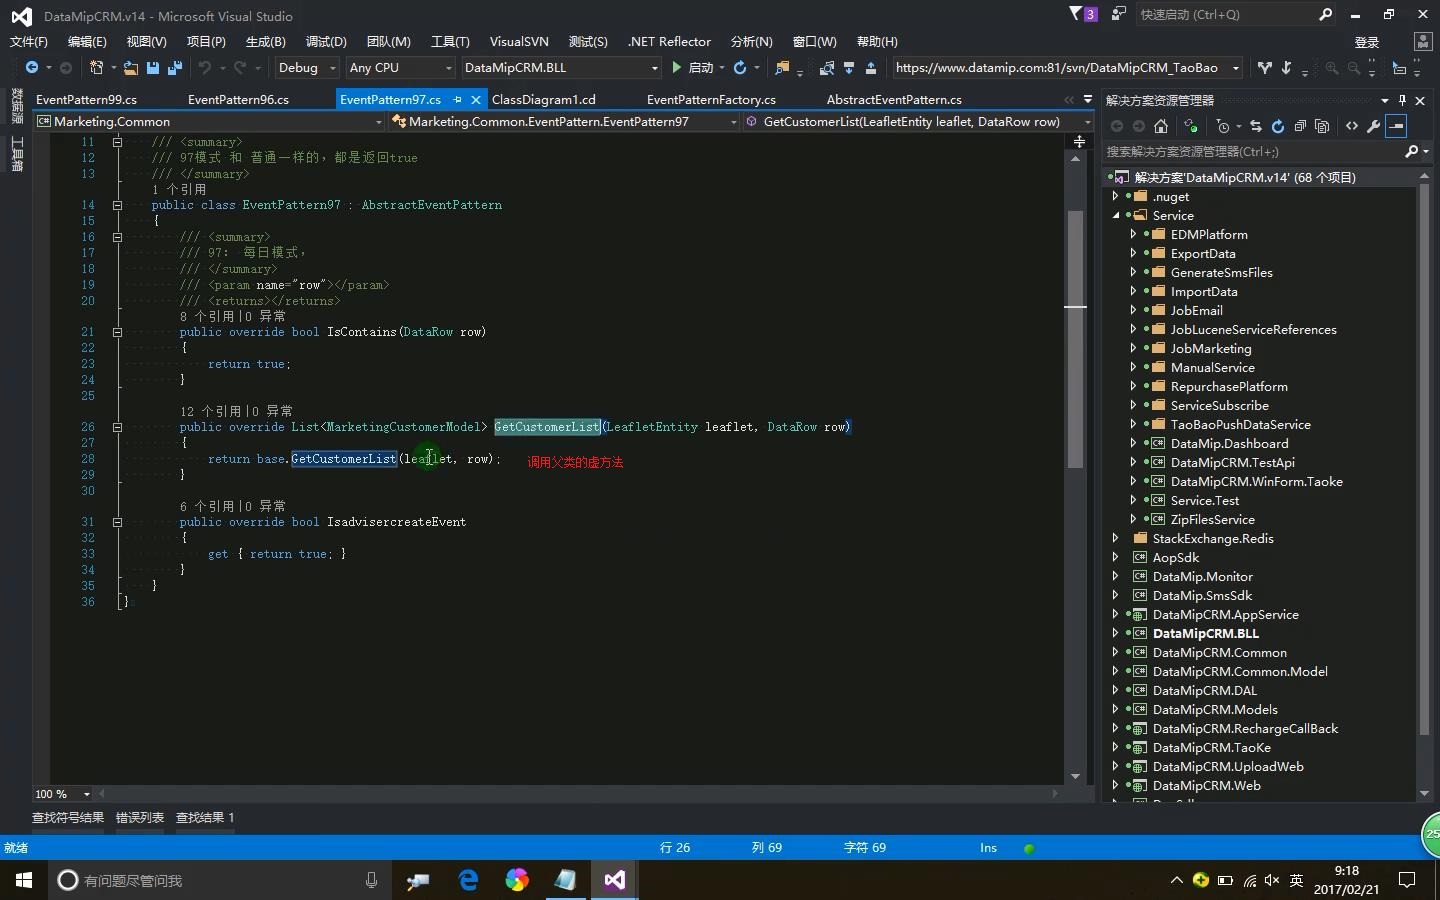 DataMipCRM.v14 - Microsoft Visual Studio
3
快速启动 (Ctrl+Q)
文件(F) 编辑(E) 视图(V) 项目(P) 生成(B) 调试(D) 团队(M) 工具(T) VisualSVN 测试(S) .NET Reflector 分析(N) 窗口(W) 帮助(H)
登录
Debug Any CPU DataMipCRM.BLL 启动 https://www.datamip.com:81/svn/DataMipCRM_TaoBao
数据源
工具箱
EventPattern99.cs EventPattern96.cs EventPattern97.cs ClassDiagram1.cd EventPatternFactory.cs AbstractEventPattern.cs
Marketing.Common Marketing.Common.EventPattern.EventPattern97 GetCustomerList(LeafletEntity leaflet, DataRow row)
11 /// <summary>
12 /// 97模式 和 普通一样的，都是返回true
13 /// </summary>
1 个引用
14 public class EventPattern97 : AbstractEventPattern
15 {
16 /// <summary>
17 /// 97： 每日模式，
18 /// </summary>
19 /// <param name="row"></param>
20 /// <returns></returns>
8 个引用|0 异常
21 public override bool IsContains(DataRow row)
22 {
23 return true;
24 }
25
12 个引用|0 异常
26 public override List<MarketingCustomerModel> GetCustomerList(LeafletEntity leaflet, DataRow row)
27 {
28 return base.GetCustomerList(leaflet, row); 调用父类的虚方法
29 }
30
6 个引用|0 异常
31 public override bool IsadvisercreateEvent
32 {
33 get { return true; }
34 }
35 }
36 }
100 %
查找符号结果 错误列表 查找结果 1
就绪 行 26 列 69 字符 69 Ins
解决方案资源管理器
搜索解决方案资源管理器(Ctrl+;)
解决方案'DataMipCRM.v14' (68 个项目)
.nuget
Service
EDMPlatform
ExportData
GenerateSmsFiles
ImportData
JobEmail
JobLuceneServiceReferences
JobMarketing
ManualService
RepurchasePlatform
ServiceSubscribe
TaoBaoPushDataService
DataMip.Dashboard
DataMipCRM.TestApi
DataMipCRM.WinForm.Taoke
Service.Test
ZipFilesService
StackExchange.Redis
AopSdk
DataMip.Monitor
DataMip.SmsSdk
DataMipCRM.AppService
DataMipCRM.BLL
DataMipCRM.Common
DataMipCRM.Common.Model
DataMipCRM.DAL
DataMipCRM.Models
DataMipCRM.RechargeCallBack
DataMipCRM.TaoKe
DataMipCRM.UploadWeb
DataMipCRM.Web
25
有问题尽管问我
英
9:18
2017/02/21